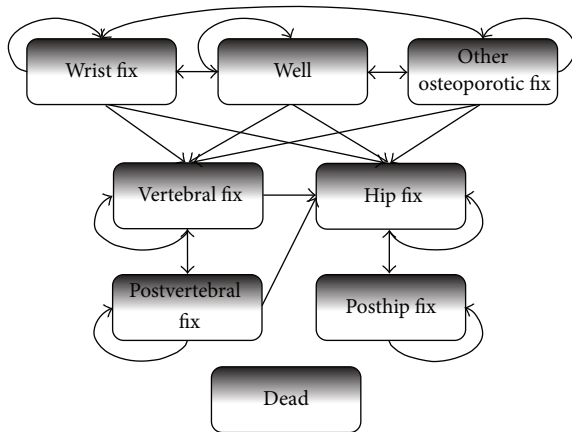 Wrist fix
Well
Other
osteoporotic fix
Vertebral fix
Hip fix
Postvertebral
fix
Posthip fix
Dead